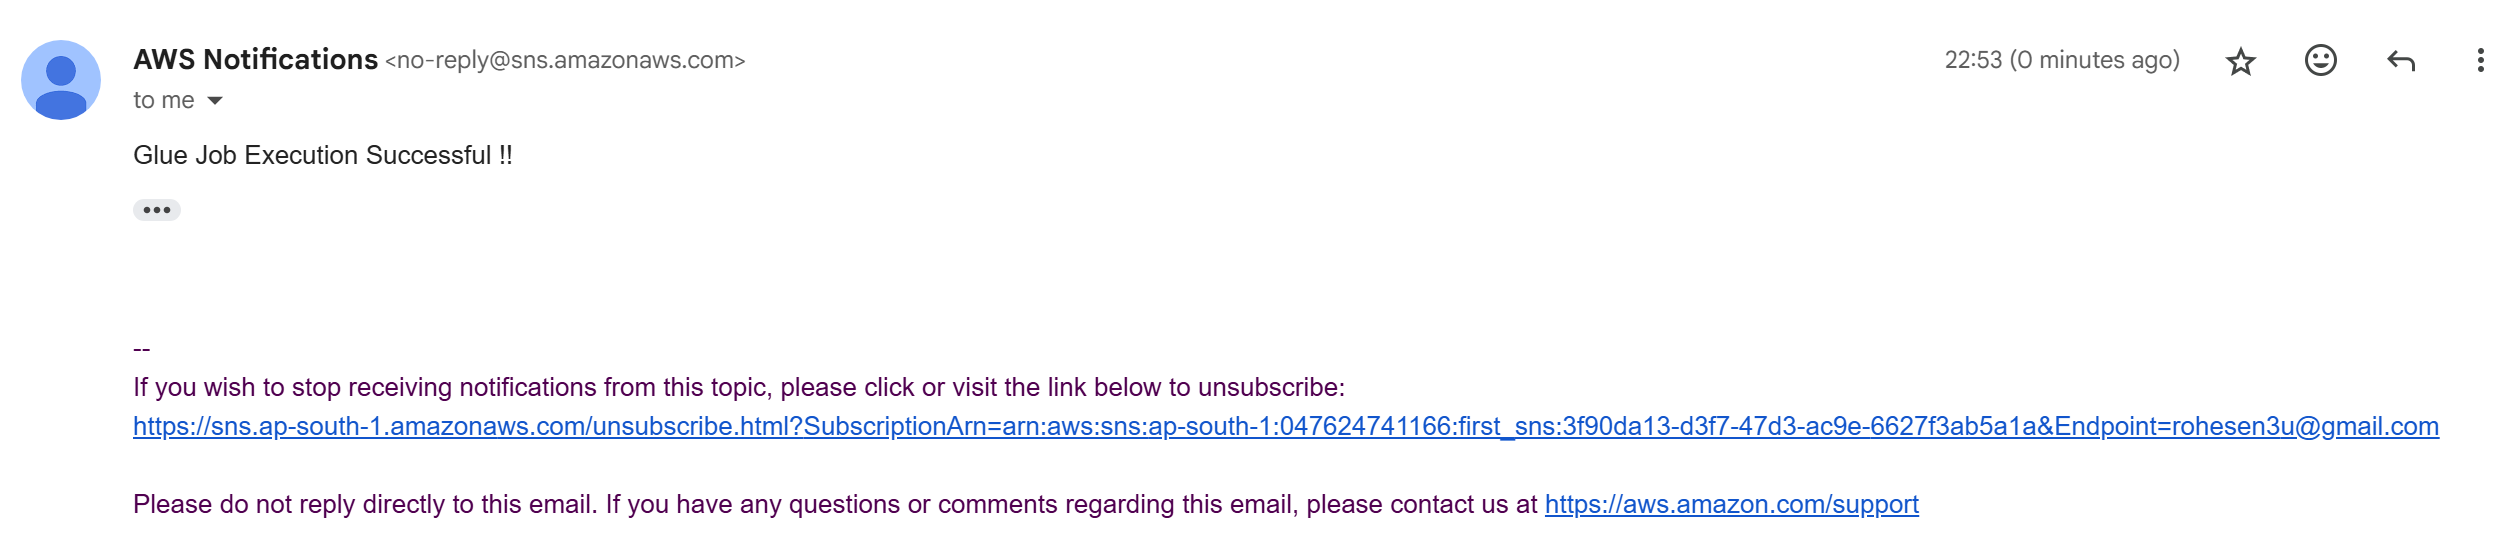 AWS Notifications <no-reply@sns.amazonaws.com> 22:53 (0 minutes ago)
to me
Glue Job Execution Successful !!
--
If you wish to stop receiving notifications from this topic, please click or visit the link below to unsubscribe:
https://sns.ap-south-1.amazonaws.com/unsubscribe.html?SubscriptionArn=arn:aws:sns:ap-south-1:047624741166:first_sns:3f90da13-d3f7-47d3-ac9e-6627f3ab5a1a&Endpoint=rohesen3u@gmail.com
Please do not reply directly to this email. If you have any questions or comments regarding this email, please contact us at https://aws.amazon.com/support